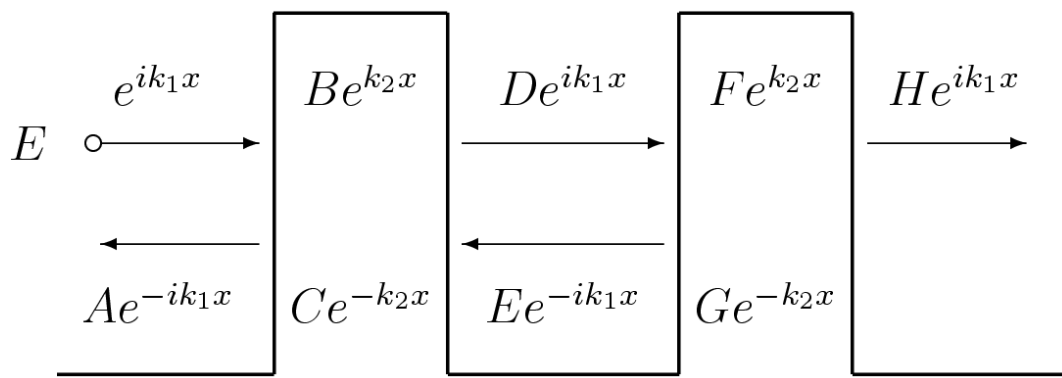 e^{ik_1x} Be^{k_2x} De^{ik_1x} Fe^{k_2x} He^{ik_1x}
E
Ae^{-ik_1x} Ce^{-k_2x} Ee^{-ik_1x} Ge^{-k_2x}